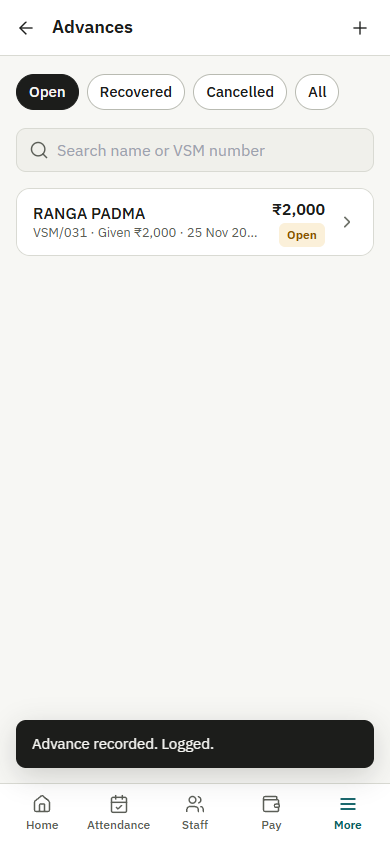 Advances
Open
Recovered
Cancelled
All
Search name or VSM number
RANGA PADMA
₹2,000
VSM/031 · Given ₹2,000 · 25 Nov 20...
Open
Advance recorded. Logged.
Home
Attendance
Staff
Pay
More